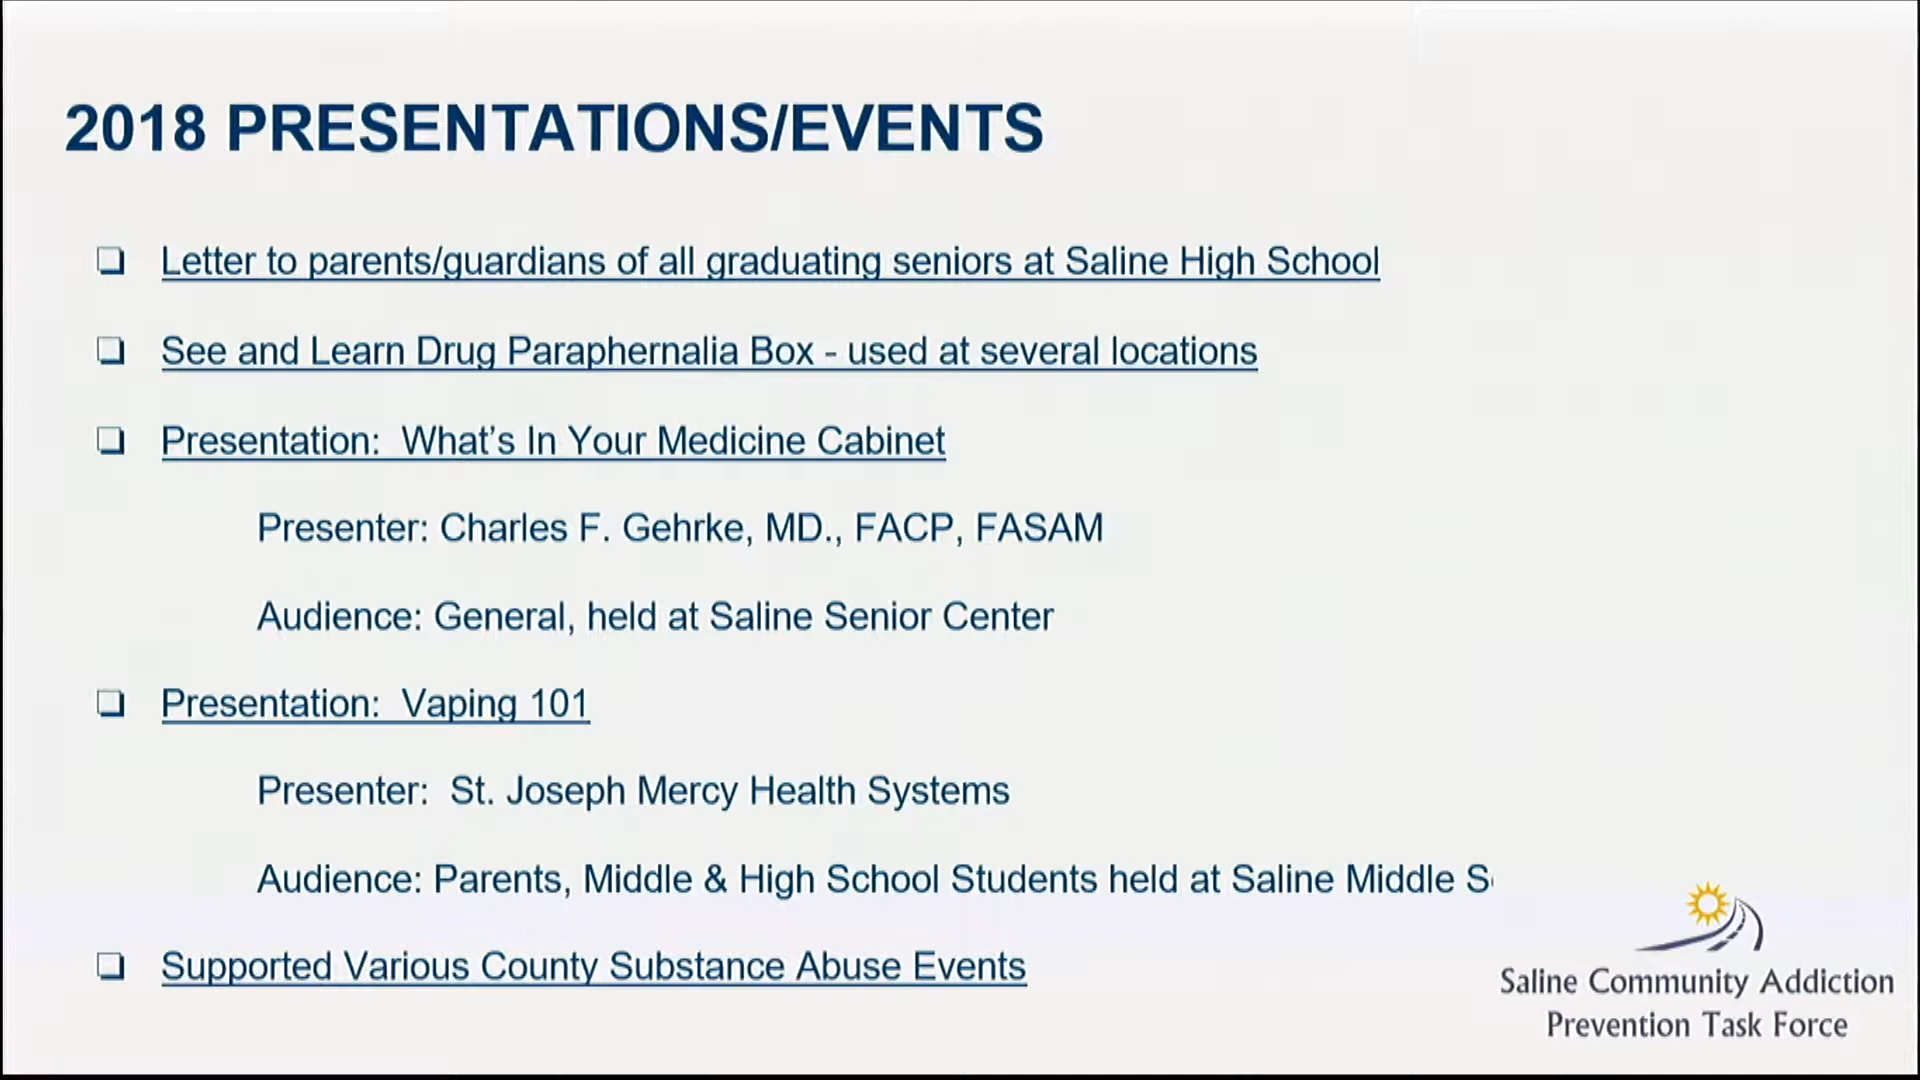 2018 PRESENTATIONS/EVENTS
Letter to parents/guardians of all graduating seniors at Saline High School
See and Learn Drug Paraphernalia Box - used at several locations
Presentation: What’s In Your Medicine Cabinet
Presenter: Charles F. Gehrke, MD., FACP, FASAM
Audience: General, held at Saline Senior Center
Presentation: Vaping 101
Presenter: St. Joseph Mercy Health Systems
Audience: Parents, Middle & High School Students held at Saline Middle
Supported Various County Substance Abuse Events
Saline Community Addiction
Prevention Task Force